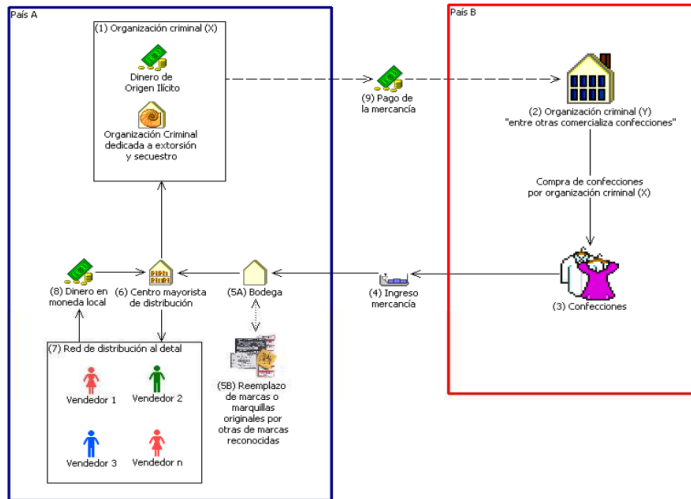 País A
(1) Organización criminal (X)
Dinero de
Origen Ilícito
Organización Criminal
dedicada a extorsión
y secuestro
(9) Pago de
la mercancía
País B
(2) Organización criminal (Y)
"entre otras comercializa confecciones"
Compra de confecciones
por organización criminal (X)
(3) Confecciones
(4) Ingreso
mercancía
(5A) Bodega
(6) Centro mayorista
de distribución
(8) Dinero en
moneda local
(5B) Reemplazo
de marcas o
marquillas
originales por
otras de marcas
reconocidas
(7) Red de distribución al detal
Vendedor 1
Vendedor 2
Vendedor 3
Vendedor n